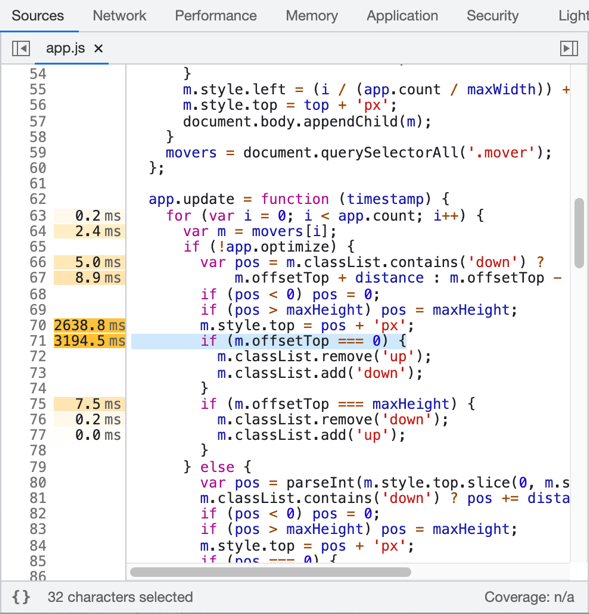 Sources Network Performance Memory Application Security Light
app.js ×
54 }
55 m.style.left = (i / (app.count / maxWidth)) +
56 m.style.top = top + 'px';
57 document.body.appendChild(m);
58 }
59 movers = document.querySelectorAll('.mover');
60 };
61
62 app.update = function (timestamp) {
63 0.2 ms for (var i = 0; i < app.count; i++) {
64 2.4 ms var m = movers[i];
65 if (!app.optimize) {
66 5.0 ms var pos = m.classList.contains('down') ?
67 8.9 ms m.offsetTop + distance : m.offsetTop -
68 if (pos < 0) pos = 0;
69 if (pos > maxHeight) pos = maxHeight;
70 2638.8 ms m.style.top = pos + 'px';
71 3194.5 ms if (m.offsetTop === 0) {
72 m.classList.remove('up');
73 m.classList.add('down');
74 }
75 7.5 ms if (m.offsetTop === maxHeight) {
76 0.2 ms m.classList.remove('down');
77 0.0 ms m.classList.add('up');
78 }
79 } else {
80 var pos = parseInt(m.style.top.slice(0, m.s
81 m.classList.contains('down') ? pos += dista
82 if (pos < 0) pos = 0;
83 if (pos > maxHeight) pos = maxHeight;
84 m.style.top = pos + 'px';
85 if (pos === 0) {
86
{} 32 characters selected Coverage: n/a